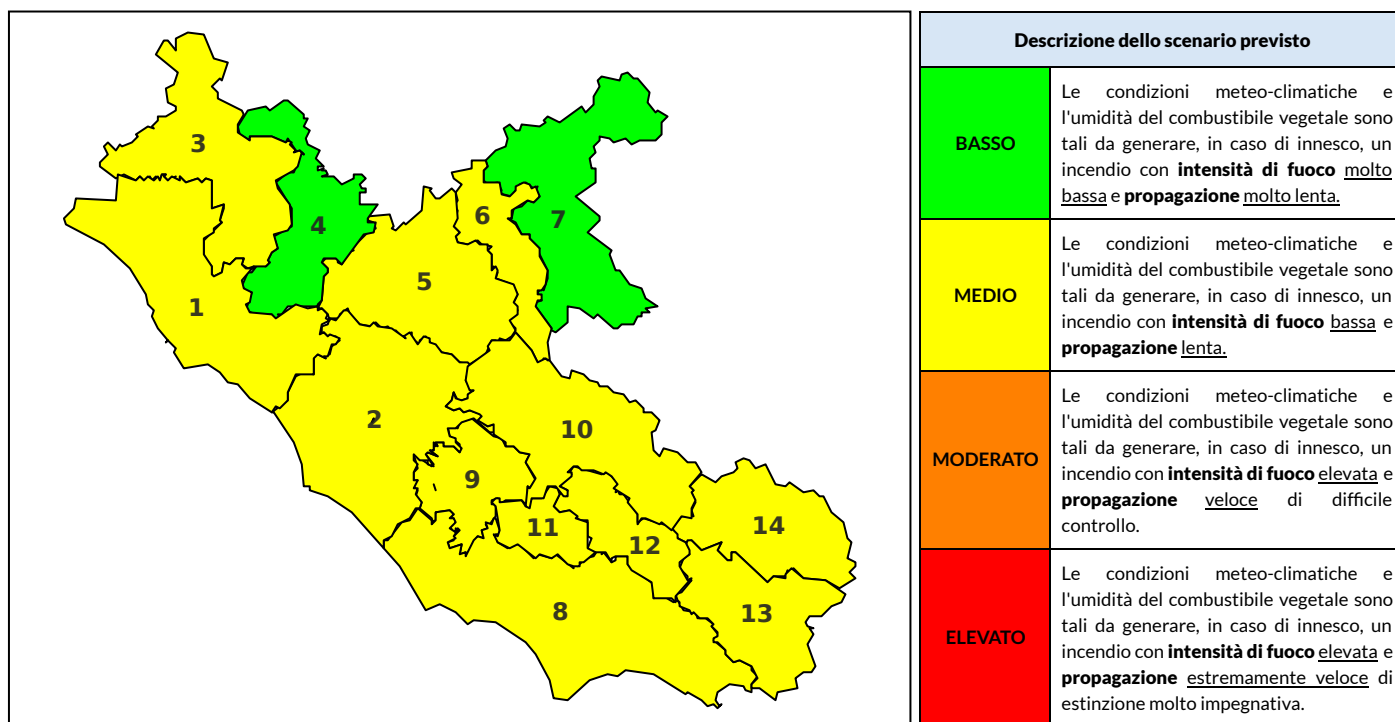 3
4
6
7
5
1
2
10
9
14
11
12
8
13
Descrizione dello scenario previsto
BASSO
Le condizioni meteo-climatiche e
l'umidità del combustibile vegetale sono
tali da generare, in caso di innesco, un
incendio con intensità di fuoco molto
bassa e propagazione molto lenta.
MEDIO
Le condizioni meteo-climatiche e
l'umidità del combustibile vegetale sono
tali da generare, in caso di innesco, un
incendio con intensità di fuoco bassa e
propagazione lenta.
MODERATO
Le condizioni meteo-climatiche e
l'umidità del combustibile vegetale sono
tali da generare, in caso di innesco, un
incendio con intensità di fuoco elevata e
propagazione veloce di difficile
controllo.
ELEVATO
Le condizioni meteo-climatiche e
l'umidità del combustibile vegetale sono
tali da generare, in caso di innesco, un
incendio con intensità di fuoco elevata e
propagazione estremamente veloce di
estinzione molto impegnativa.